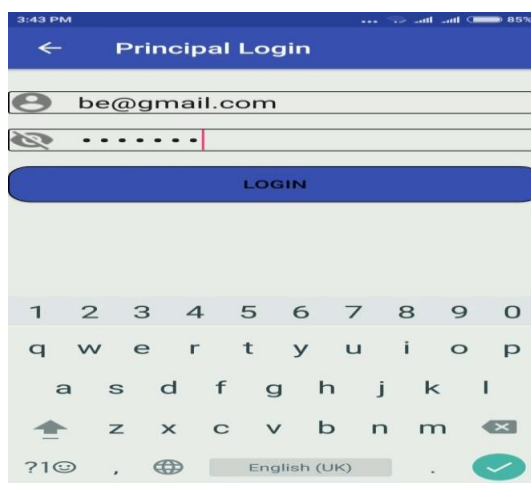 3:43 PM ... 85%
Principal Login
be@gmail.com
•••••••
LOGIN
1 2 3 4 5 6 7 8 9 0
q w e r t y u i o p
a s d f g h j k l
z x c v b n m
?1☺ , English (UK) .